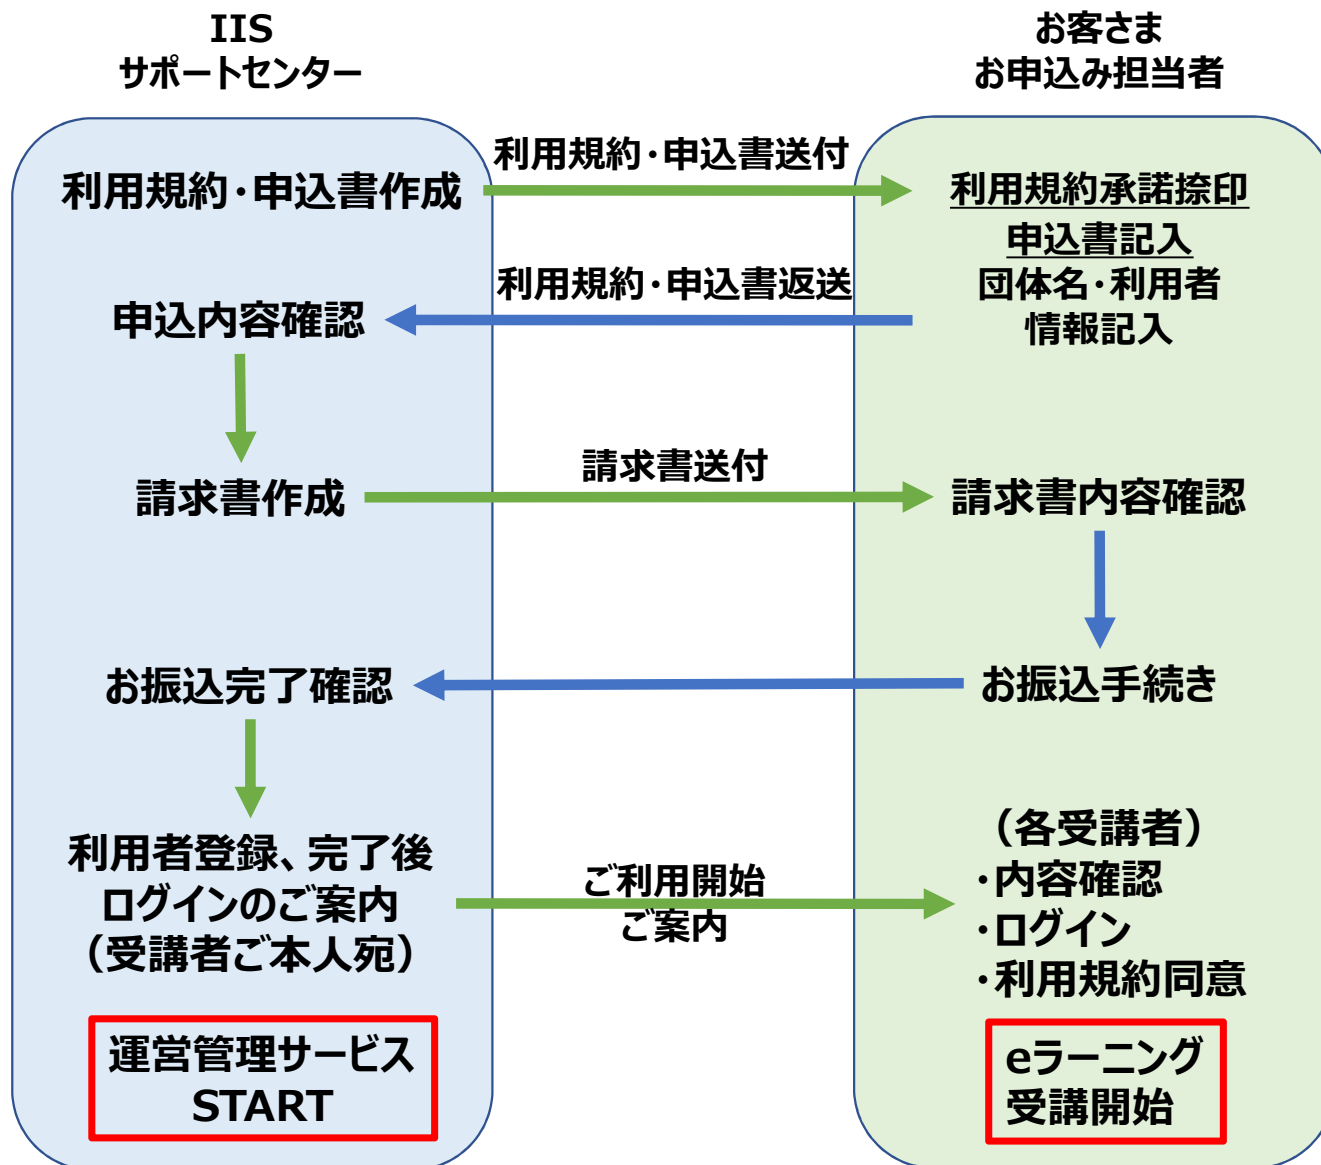 IIS
サポートセンター
お客さま
お申込み担当者
利用規約・申込書作成
利用規約・申込書送付
利用規約承諾捺印
申込書記入
団体名・利用者
情報記入
利用規約・申込書返送
申込内容確認
請求書作成
請求書送付
請求書内容確認
お振込手続き
お振込完了確認
利用者登録、完了後
ログインのご案内
（受講者ご本人宛）
ご利用開始
ご案内
（各受講者）
・内容確認
・ログイン
・利用規約同意
運営管理サービス
START
eラーニング
受講開始